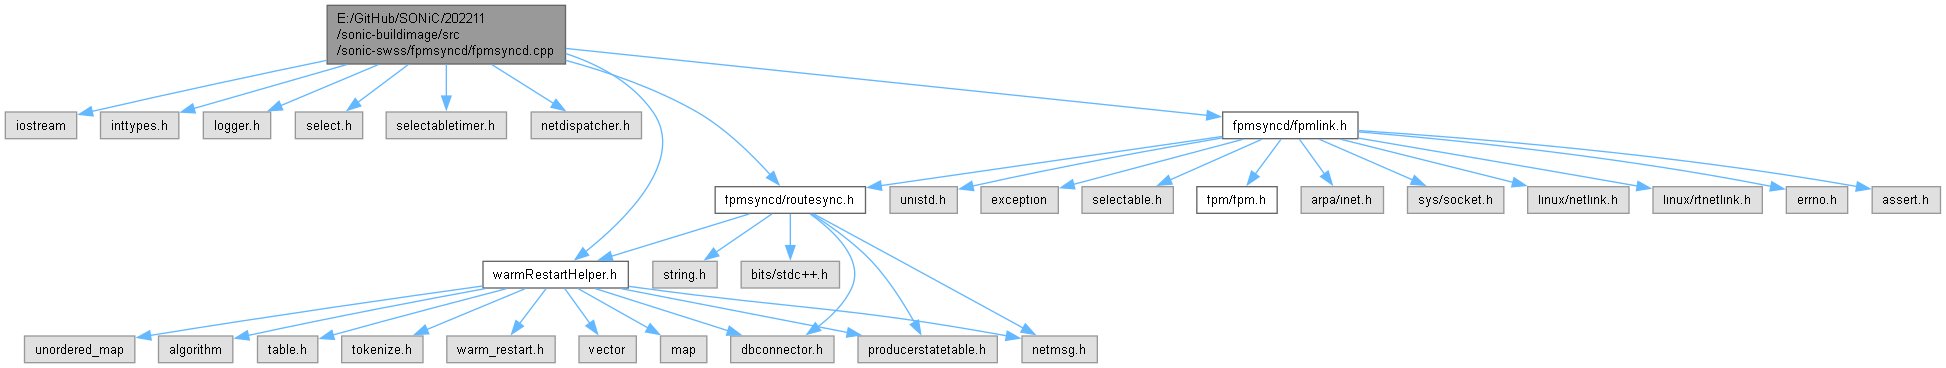 E:/GitHub/SONiC/202211
/sonic-buildimage/src
/sonic-swss/fpmsyncd/fpmsyncd.cpp
iostream
inttypes.h
logger.h
select.h
selectabletimer.h
netdispatcher.h
fpmsyncd/fpmlink.h
fpmsyncd/routesync.h
unistd.h
exception
selectable.h
fpm/fpm.h
arpa/inet.h
sys/socket.h
linux/netlink.h
linux/rtnetlink.h
errno.h
assert.h
warmRestartHelper.h
string.h
bits/stdc++.h
unordered_map
algorithm
table.h
tokenize.h
warm_restart.h
vector
map
dbconnector.h
producerstatetable.h
netmsg.h